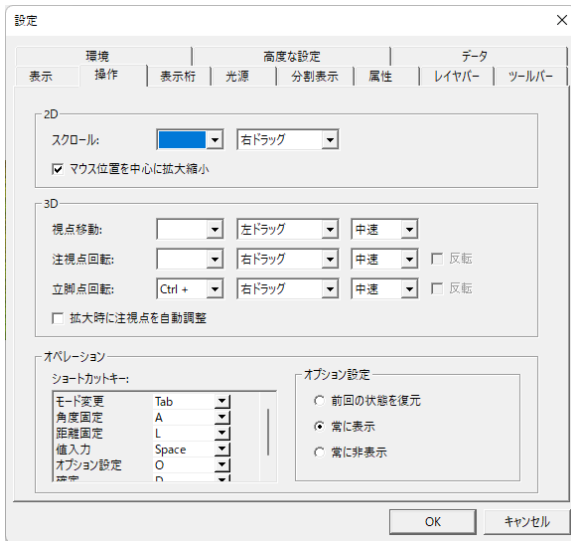 設定
環境 高度な設定 データ
表示 操作 表示桁 光源 分割表示 属性 レイヤバー ツールバー
2D
スクロール: 右ドラッグ
マウス位置を中心に拡大縮小
3D
視点移動: 左ドラッグ 中速
注視点回転: 右ドラッグ 中速 反転
立脚点回転: Ctrl + 右ドラッグ 中速 反転
拡大時に注視点を自動調整
オペレーション
ショートカットキー:
モード変更 Tab
角度固定 A
距離固定 L
値入力 Space
オプション設定 O
確定 D
オプション設定
前回の状態を復元
常に表示
常に非表示
OK キャンセル